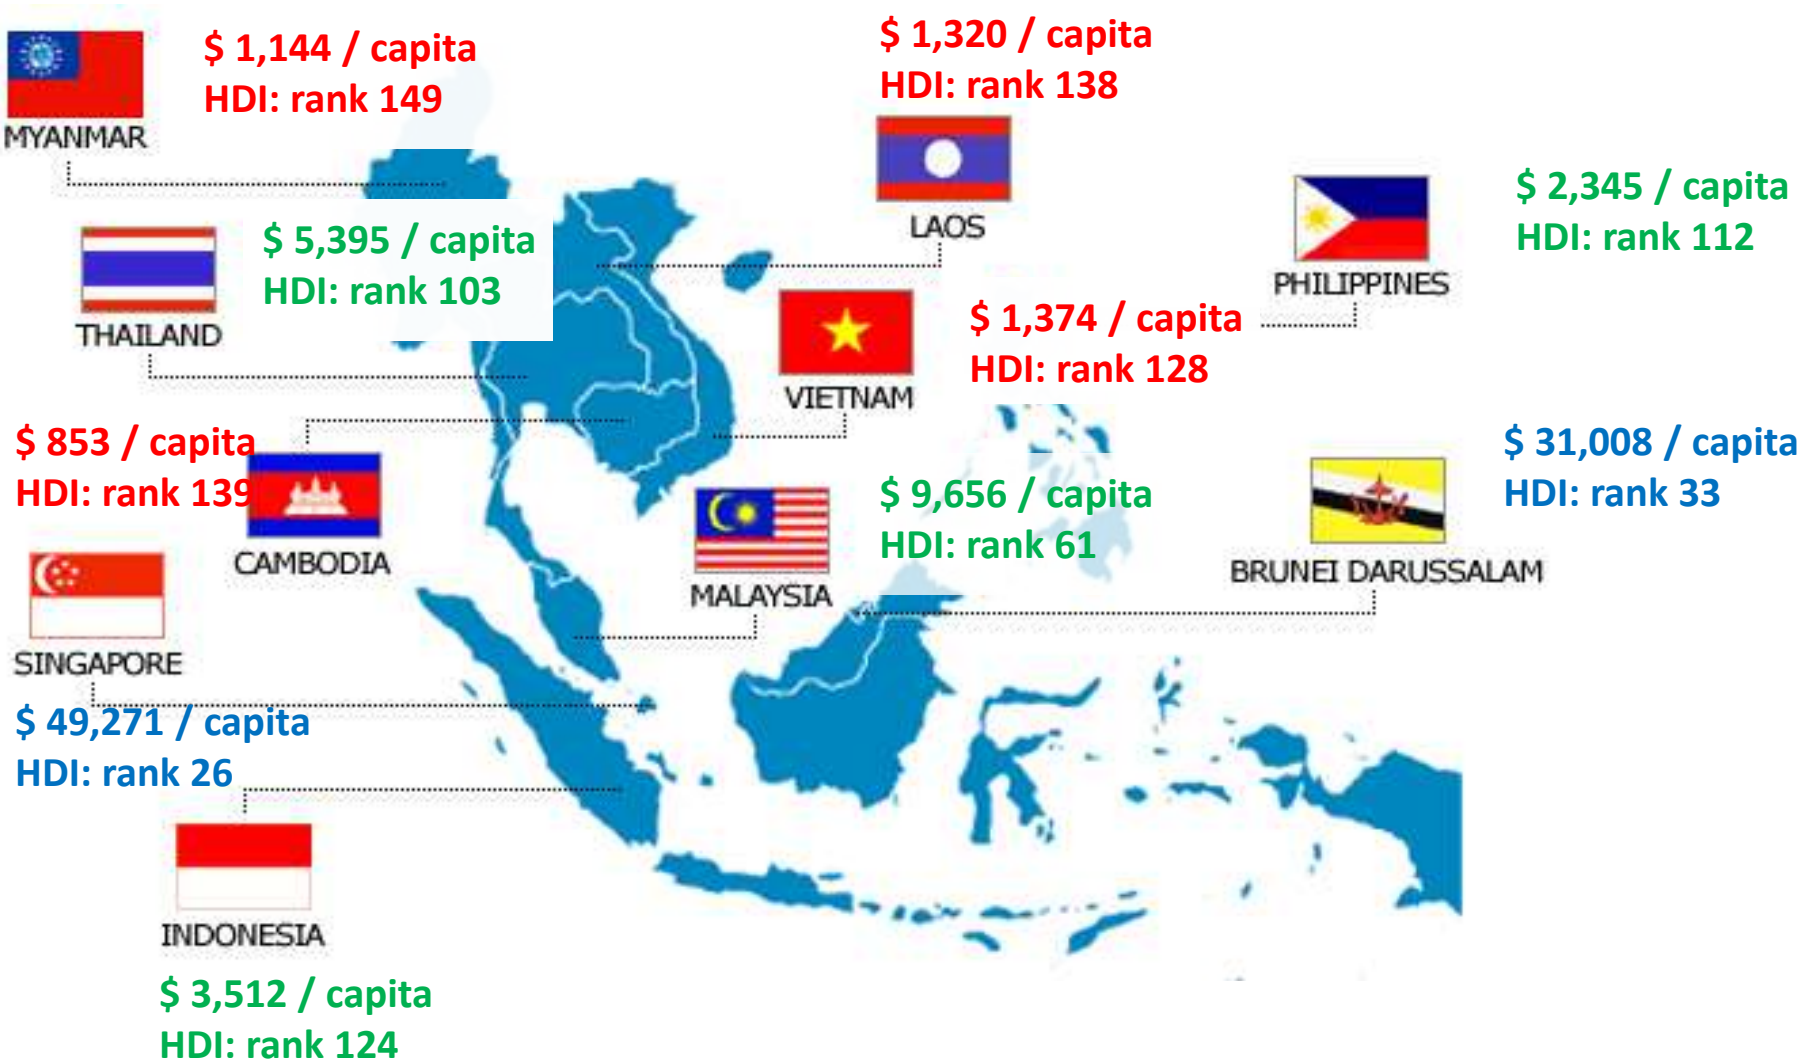 $ 1,144 / capita
HDI: rank 149
MYANMAR
$ 1,320 / capita
HDI: rank 138
LAOS
$ 2,345 / capita
HDI: rank 112
PHILIPPINES
$ 5,395 / capita
HDI: rank 103
THAILAND
$ 1,374 / capita
HDI: rank 128
VIETNAM
$ 853 / capita
HDI: rank 139
CAMBODIA
$ 9,656 / capita
HDI: rank 61
MALAYSIA
$ 31,008 / capita
HDI: rank 33
BRUNEI DARUSSALAM
SINGAPORE
$ 49,271 / capita
HDI: rank 26
INDONESIA
$ 3,512 / capita
HDI: rank 124